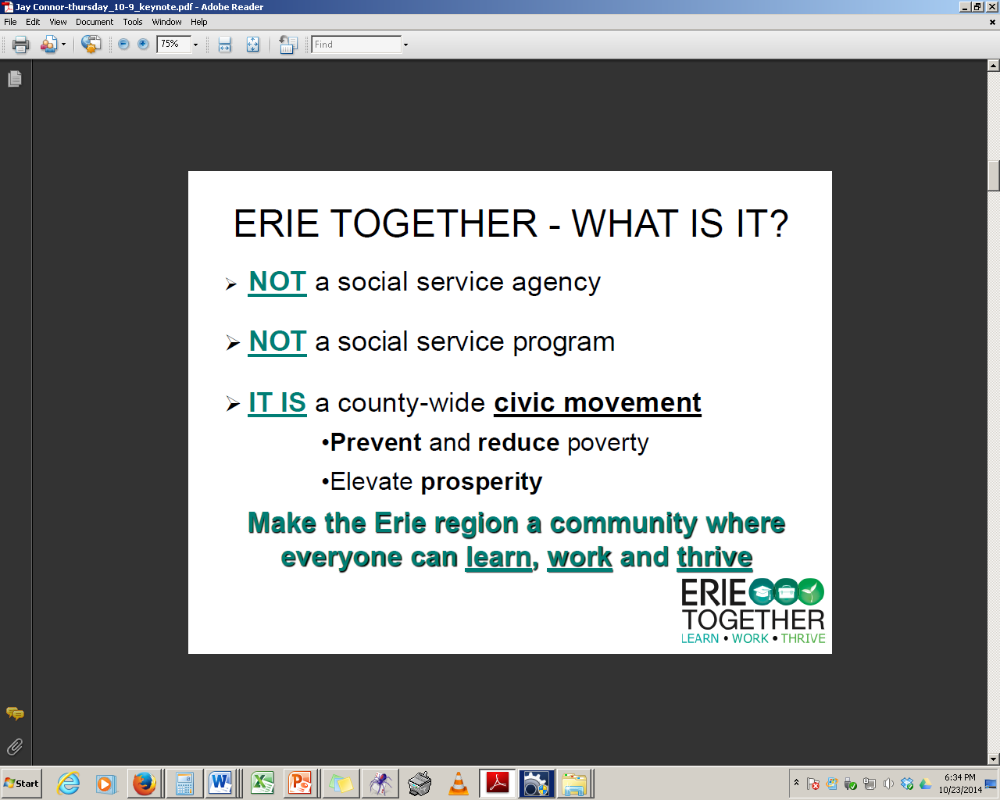 Jay Connor-thursday_10-9_keynote.pdf - Adobe Reader
File Edit View Document Tools Window Help
75%
Find
ERIE TOGETHER - WHAT IS IT?
➢ NOT a social service agency
➢ NOT a social service program
➢ IT IS a county-wide civic movement
•Prevent and reduce poverty
•Elevate prosperity
Make the Erie region a community where
everyone can learn, work and thrive
ERIE
TOGETHER
LEARN • WORK • THRIVE
Start
6:34 PM
10/23/2014